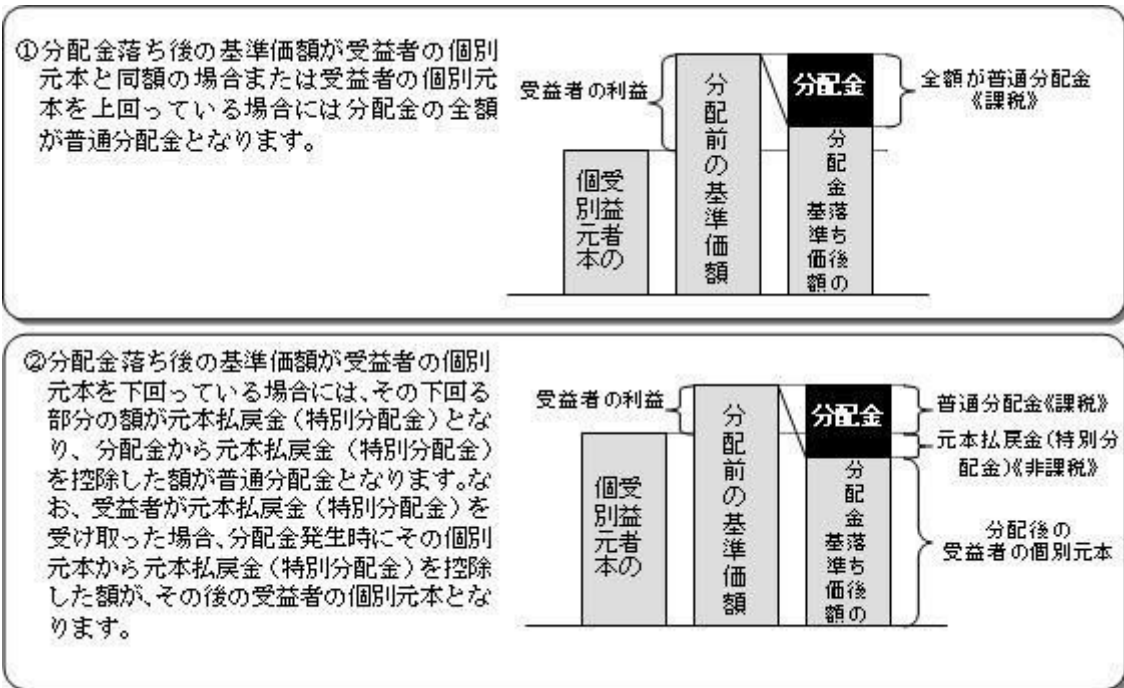 ①分配金落ち後の基準価額が受益者の個別
元本と同額の場合または受益者の個別元
本を上回っている場合には分配金の全額
が普通分配金となります。
受益者の利益
分配前の基準価額
分配金
全額が普通分配金
《課税》
受益者の
個別元本
分配金
落ち後の
基準価額
②分配金落ち後の基準価額が受益者の個別
元本を下回っている場合には、その下回る
部分の額が元本払戻金(特別分配金)とな
り、分配金から元本払戻金(特別分配金)
を控除した額が普通分配金となります。な
お、受益者が元本払戻金(特別分配金)を
受け取った場合、分配金発生時にその個別
元本から元本払戻金(特別分配金)を控除
した額が、その後の受益者の個別元本とな
ります。
受益者の利益
分配前の基準価額
分配金
普通分配金《課税》
元本払戻金(特別分
配金)《非課税》
受益者の
個別元本
分配金
落ち後の
基準価額
分配後の
受益者の個別元本